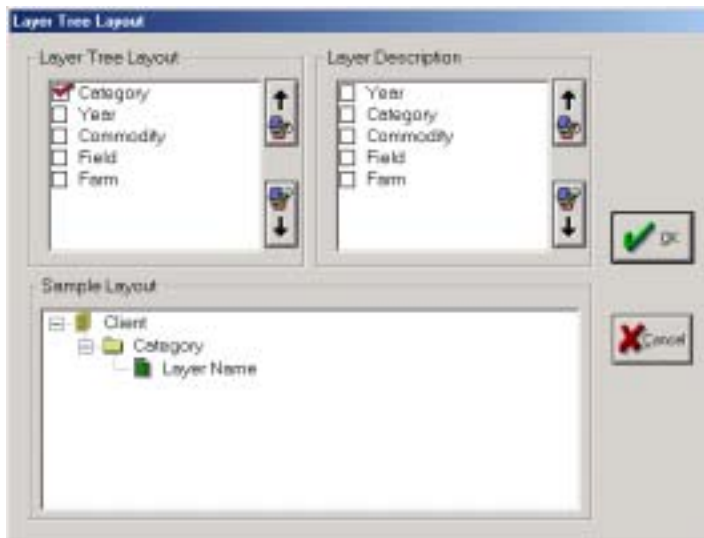 Layer Tree Layout
Layer Tree Layout
Category
Year
Commodity
Field
Farm
Layer Description
Year
Category
Commodity
Field
Farm
OK
Sample Layout
Client
Category
Layer Name
Cancel